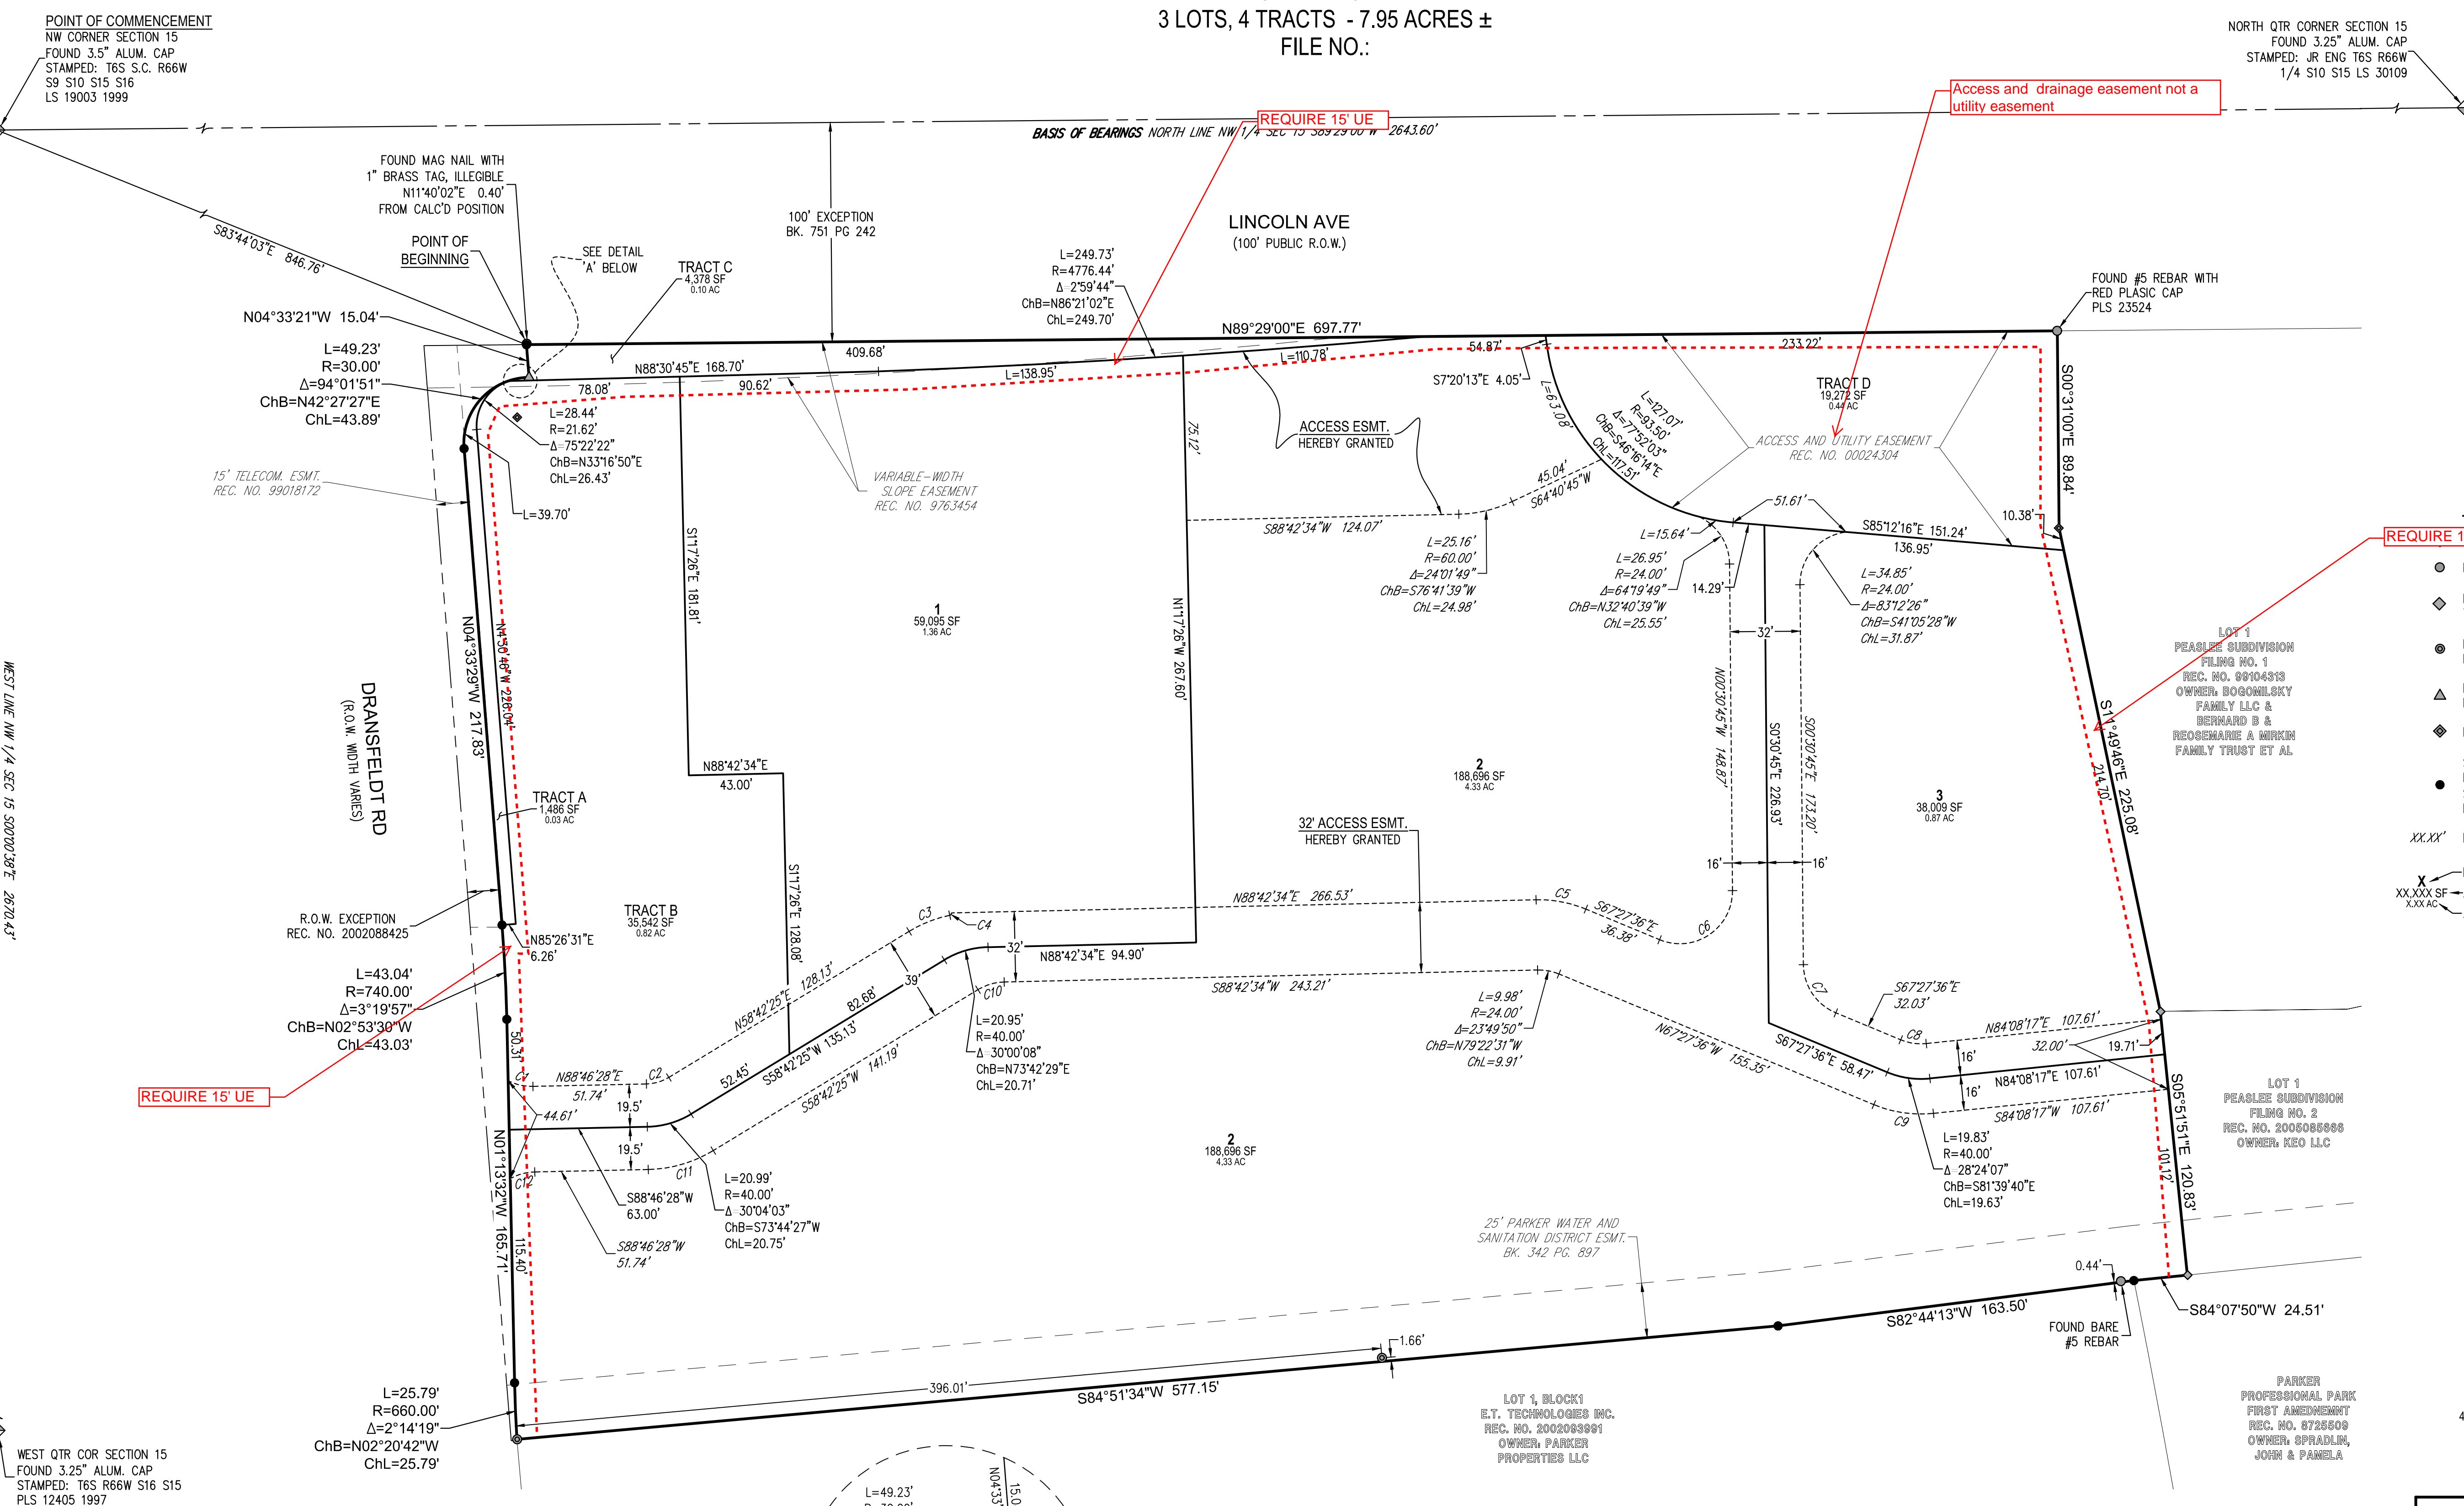 3 LOTS, 4 TRACTS - 7.95 ACRES ±
FILE NO.:
POINT OF COMMENCEMENT
NW CORNER SECTION 15
FOUND 3.5" ALUM. CAP
STAMPED: T6S S.C. R66W
S9 S10 S15 S16
LS 19003 1999
NORTH QTR CORNER SECTION 15
FOUND 3.25" ALUM. CAP
STAMPED: JR ENG T6S R66W
1/4 S10 S15 LS 30109
Access and drainage easement not a
utility easement
REQUIRE 15' UE
BASIS OF BEARINGS NORTH LINE NW 1/4 SEC 15 S89°29'00"W 2643.60'
FOUND MAG NAIL WITH
1" BRASS TAG, ILLEGIBLE
N11°40'02"E 0.40'
FROM CALC'D POSITION
S83°44'03"E 846.76'
POINT OF
BEGINNING
SEE DETAIL
'A' BELOW
TRACT C
4,378 SF
0.10 AC
100' EXCEPTION
BK. 751 PG 242
LINCOLN AVE
(100' PUBLIC R.O.W.)
L=249.73'
R=4776.44'
Δ=2°59'44"
ChB=N86°21'02"E
ChL=249.70'
FOUND #5 REBAR WITH
RED PLASIC CAP
PLS 23524
N04°33'21"W 15.04'
N89°29'00"E 697.77'
409.68'
L=49.23'
R=30.00'
Δ=94°01'51"
ChB=N42°27'27"E
ChL=43.89'
N88°30'45"E 168.70'
78.08'
90.62'
L=138.95'
L=110.78'
54.87'
233.22'
S7°20'13"E 4.05'
L=28.44'
R=21.62'
Δ=75°22'22"
ChB=N33°16'50"E
ChL=26.43'
L=39.70'
15' TELECOM. ESMT.
REC. NO. 99018172
VARIABLE-WIDTH
SLOPE EASEMENT
REC. NO. 9763454
75.12'
ACCESS ESMT.
HEREBY GRANTED
L=63.08'
L=127.07'
R=93.50'
Δ=77°52'03"
ChB=S46°16'14"E
ChL=117.51'
TRACT D
19,272 SF
0.44 AC
ACCESS AND UTILITY EASEMENT
REC. NO. 00024304
S00°31'00"E 89.84'
10.38'
45.04'
S64°40'45"W
S88°42'34"W 124.07'
51.61'
S85°12'16"E 151.24'
136.95'
L=15.64'
L=25.16'
R=60.00'
Δ=24°01'49"
ChB=S76°41'39"W
ChL=24.98'
L=26.95'
R=24.00'
Δ=64°19'49"
ChB=N32°40'39"W
ChL=25.55'
14.29'
L=34.85'
R=24.00'
Δ=83°12'26"
ChB=S41°05'28"W
ChL=31.87'
REQUIRE 1
S1°17'26"E 181.81'
1
59,095 SF
1.36 AC
N1°17'26"W 267.60'
32'
N00°30'45"W 148.87'
S0°30'45"E 226.93'
S00°30'45"E 173.20'
N4°30'46"W 226.04'
N04°33'29"W 217.83'
LOT 1
PEASLEE SUBDIVISION
FILING NO. 1
REC. NO. 99104313
OWNER: BOGOMILSKY
FAMILY LLC &
BERNARD B &
REOSEMARIE A MIRKIN
FAMILY TRUST ET AL
WEST LINE NW 1/4 SEC 15 S00°00'38"E 2670.43'
DRANSFELDT RD
(R.O.W. WIDTH VARIES)
N88°42'34"E
43.00'
2
188,696 SF
4.33 AC
3
38,009 SF
0.87 AC
S11°49'46"E 225.08'
214.70'
TRACT A
1,486 SF
0.03 AC
32' ACCESS ESMT.
HEREBY GRANTED
16'
16'
XX.XX'
X
XX,XXX SF
X.XX AC
R.O.W. EXCEPTION
REC. NO. 2002088425
TRACT B
35,542 SF
0.82 AC
S1°17'26"E 128.08'
C3
C4
N88°42'34"E 266.53'
C5
S67°27'36"E
36.38'
C6
N85°26'31"E
6.26'
32'
N88°42'34"E 94.90'
39'
N58°42'25"E 128.13'
82.68'
C10
S88°42'34"W 243.21'
L=43.04'
R=740.00'
Δ=3°19'57"
ChB=N02°53'30"W
ChL=43.03'
50.31'
L=20.95'
R=40.00'
Δ=30°00'08"
ChB=N73°42'29"E
ChL=20.71'
L=9.98'
R=24.00'
Δ=23°49'50"
ChB=N79°22'31"W
ChL=9.91'
N67°27'36"W 155.35'
C7
S67°27'36"E
32.03'
C8
N84°08'17"E 107.61'
32.00'
19.71'
S67°27'36"E 58.47'
16'
N84°08'17"E 107.61'
16'
S84°08'17"W 107.61'
C9
REQUIRE 15' UE
C1
N88°46'28"E
51.74'
C2
52.45'
S58°42'25"W 135.13'
S58°42'25"W 141.19'
19.5'
44.61'
19.5'
C11
C12
N01°13'32"W 165.71'
115.40'
S88°46'28"W
63.00'
S88°46'28"W
51.74'
L=20.99'
R=40.00'
Δ=30°04'03"
ChB=S73°44'27"W
ChL=20.75'
2
188,696 SF
4.33 AC
L=19.83'
R=40.00'
Δ=28°24'07"
ChB=S81°39'40"E
ChL=19.63'
S05°51'51"E 120.83'
101.12'
LOT 1
PEASLEE SUBDIVISION
FILING NO. 2
REC. NO. 2005085666
OWNER: KEO LLC
25' PARKER WATER AND
SANITATION DISTRICT ESMT.
BK. 342 PG. 897
0.44'
S84°07'50"W 24.51'
FOUND BARE
#5 REBAR
S82°44'13"W 163.50'
1.66'
396.01'
S84°51'34"W 577.15'
L=25.79'
R=660.00'
Δ=2°14'19"
ChB=N02°20'42"W
ChL=25.79'
LOT 1, BLOCK1
E.T. TECHNOLOGIES INC.
REC. NO. 2002093991
OWNER: PARKER
PROPERTIES LLC
PARKER
PROFESSIONAL PARK
FIRST AMEDNEMNT
REC. NO. 8725509
OWNER: SPRADLIN,
JOHN & PAMELA
WEST QTR COR SECTION 15
FOUND 3.25" ALUM. CAP
STAMPED: T6S R66W S16 S15
PLS 12405 1997
L=49.23'
N04°33'
15.0
4